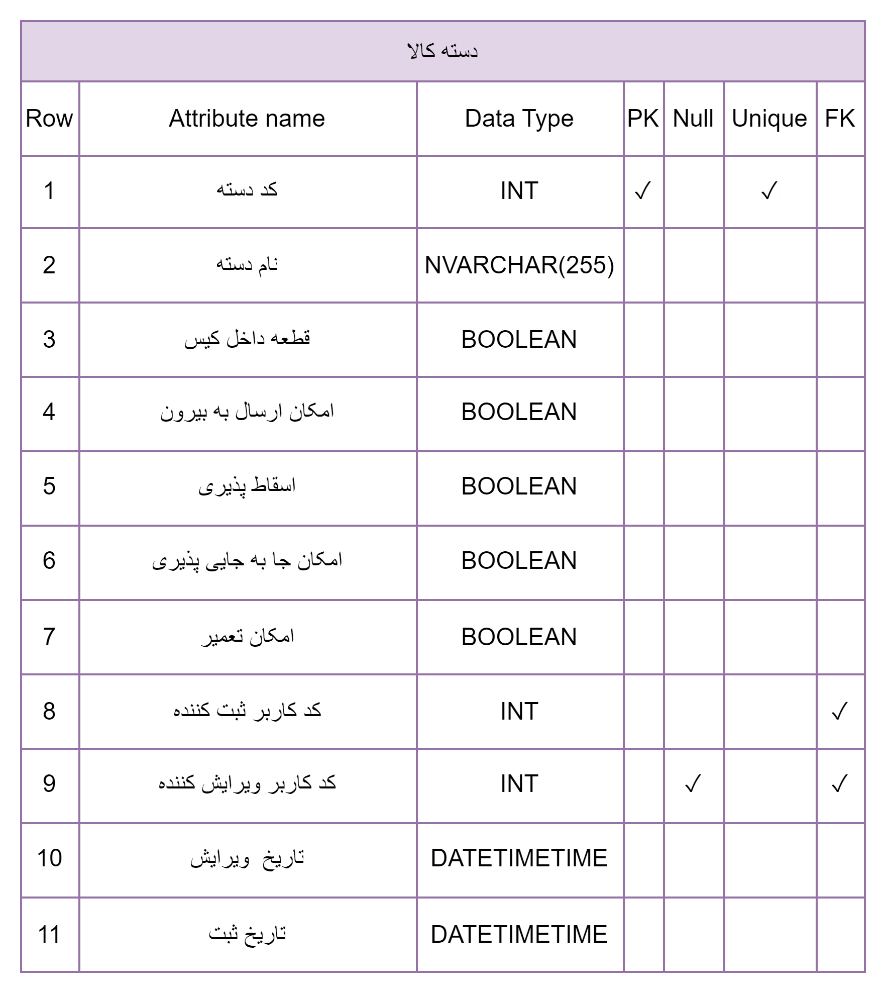 دسته کالا
Row Attribute name Data Type PK Null Unique FK
1 کد دسته INT ✓ ✓
2 نام دسته NVARCHAR(255)
3 قطعه داخل کیس BOOLEAN
4 امکان ارسال به بیرون BOOLEAN
5 اسقاط پذیری BOOLEAN
6 امکان جا به جایی پذیری BOOLEAN
7 امکان تعمیر BOOLEAN
8 کد کاربر ثبت کننده INT ✓
9 کد کاربر ویرایش کننده INT ✓ ✓
10 تاریخ ویرایش DATETIMETIME
11 تاریخ ثبت DATETIMETIME